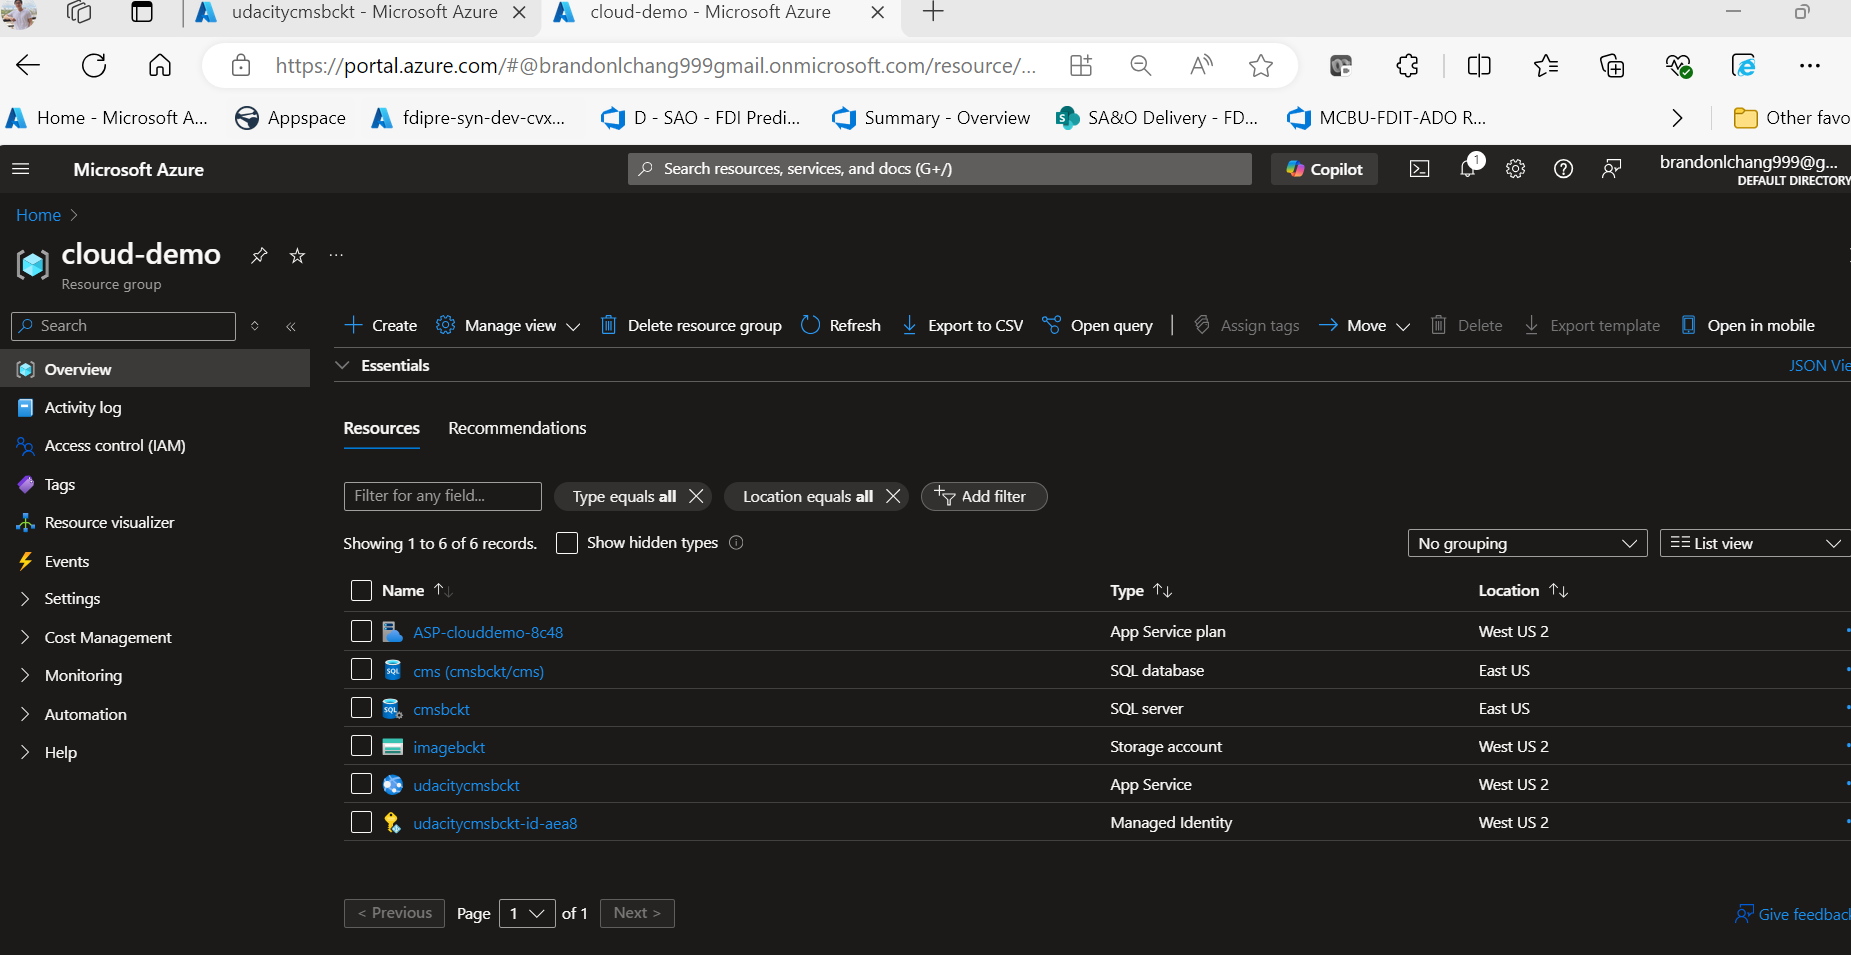 udacitycmsbckt - Microsoft Azure
cloud-demo - Microsoft Azure
https://portal.azure.com/#@brandonlchang999gmail.onmicrosoft.com/resource/...
Home - Microsoft A...
Appspace
fdipre-syn-dev-cvx...
D - SAO - FDI Predi...
Summary - Overview
SA&O Delivery - FD...
MCBU-FDIT-ADO R...
Other favo
Microsoft Azure
Search resources, services, and docs (G+/)
Copilot
1
brandonlchang999@g...
DEFAULT DIRECTORY
Home
cloud-demo
Resource group
Search
Create
Manage view
Delete resource group
Refresh
Export to CSV
Open query
Assign tags
Move
Delete
Export template
Open in mobile
Overview
Activity log
Access control (IAM)
Tags
Resource visualizer
Events
Settings
Cost Management
Monitoring
Automation
Help
Essentials
JSON Vie
Resources
Recommendations
Filter for any field...
Type equals all
Location equals all
Add filter
Showing 1 to 6 of 6 records.
Show hidden types
No grouping
List view
Name
Type
Location
ASP-clouddemo-8c48
App Service plan
West US 2
cms (cmsbckt/cms)
SQL database
East US
cmsbckt
SQL server
East US
imagebckt
Storage account
West US 2
udacitycmsbckt
App Service
West US 2
udacitycmsbckt-id-aea8
Managed Identity
West US 2
< Previous
Page
1
of 1
Next >
Give feedback